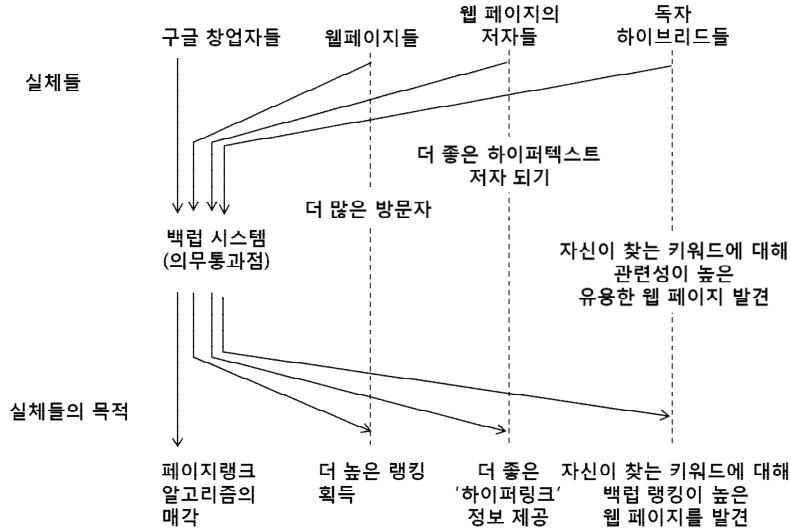 구글 창업자들
웹페이지들
웹 페이지의
저자들
독자
하이브리드들
실체들
더 좋은 하이퍼텍스트
저자 되기
더 많은 방문자
백럽 시스템
(의무통과점)
자신이 찾는 키워드에 대해
관련성이 높은
유용한 웹 페이지 발견
실체들의 목적
페이지랭크
알고리즘의
매각
더 높은 랭킹
획득
더 좋은
'하이퍼링크'
정보 제공
자신이 찾는 키워드에 대해
백럽 랭킹이 높은
웹 페이지를 발견